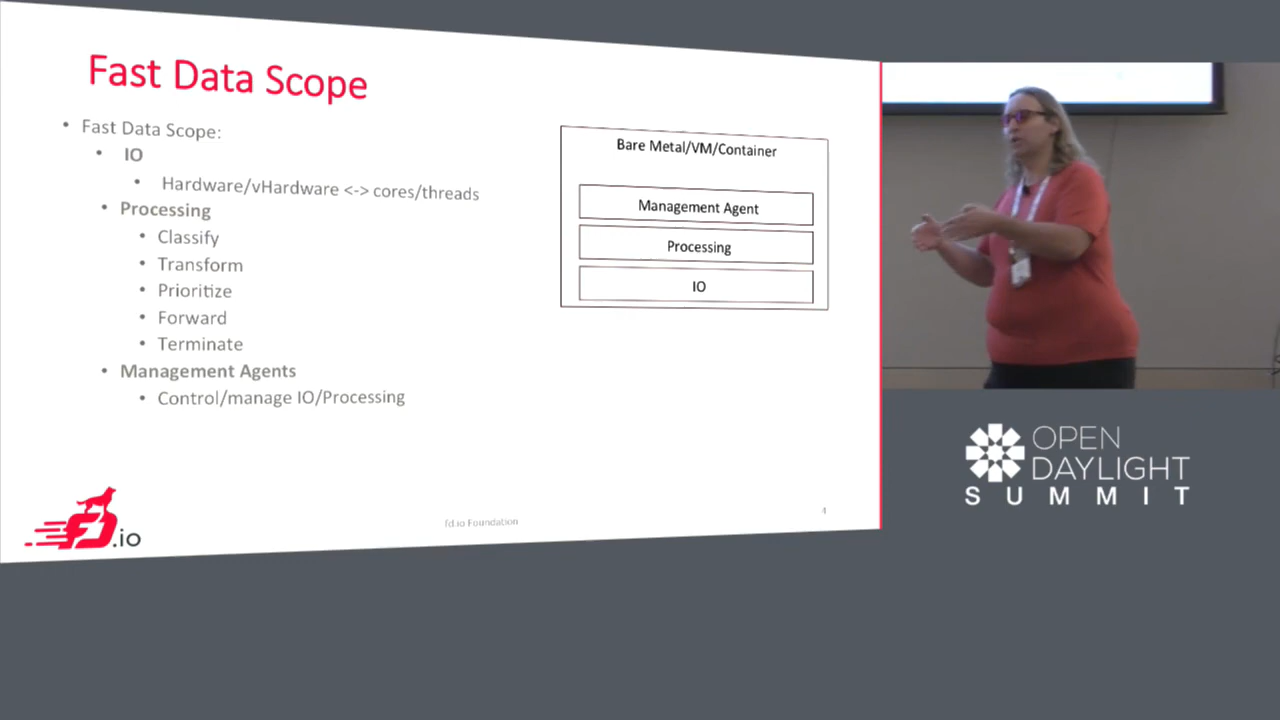 Fast Data Scope
• Fast Data Scope:
• IO
• Hardware/vHardware <-> cores/threads
• Processing
• Classify
• Transform
• Prioritize
• Forward
• Terminate
• Management Agents
• Control/manage IO/Processing
Bare Metal/VM/Container
Management Agent
Processing
IO
fd.io Foundation
4
FD.io
OPEN
DAYLIGHT
SUMMIT